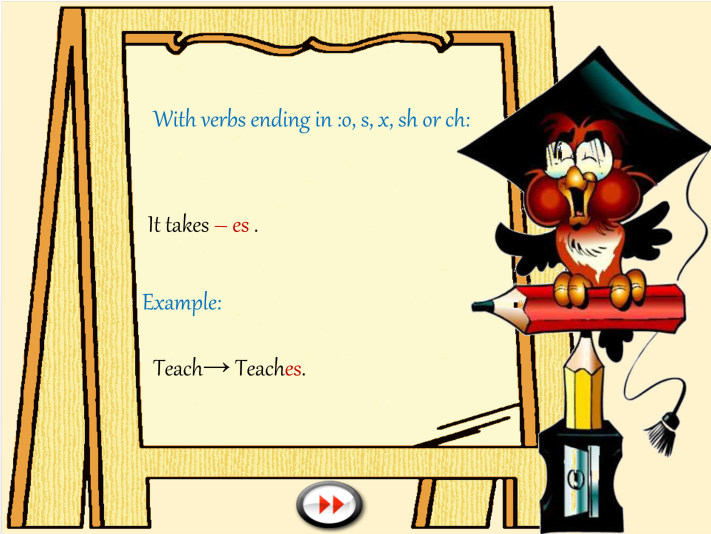 With verbs ending in :o, s, x, sh or ch:
It takes – es .
Example:
Teach→ Teaches.